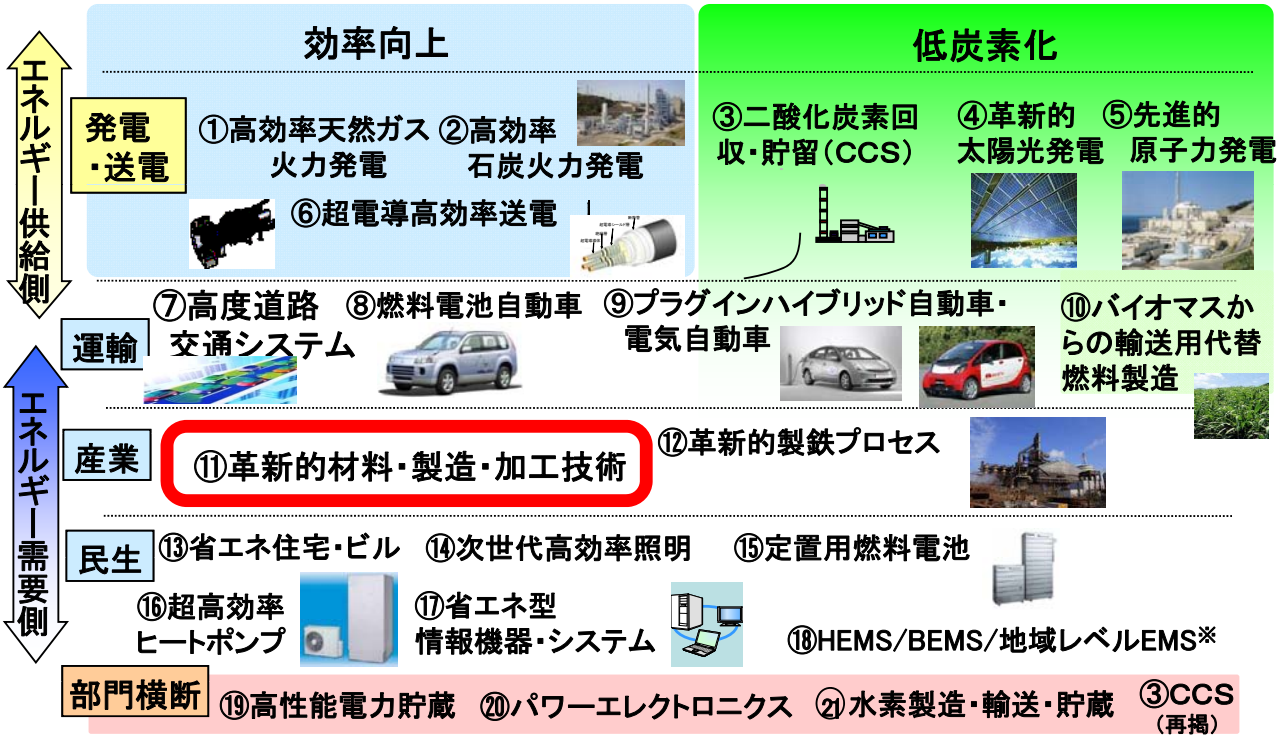 効率向上
低炭素化
エネルギー供給側
発電
・送電
①高効率天然ガス
火力発電
②高効率
石炭火力発電
③二酸化炭素回
収・貯留(CCS)
④革新的
太陽光発電
⑤先進的
原子力発電
⑥超電導高効率送電
運輸
⑦高度道路
交通システム
⑧燃料電池自動車
⑨プラグインハイブリッド自動車・
電気自動車
⑩バイオマスか
らの輸送用代替
燃料製造
エネルギー需要側
産業
⑪革新的材料・製造・加工技術
⑫革新的製鉄プロセス
民生
⑬省エネ住宅・ビル
⑭次世代高効率照明
⑮定置用燃料電池
⑯超高効率
ヒートポンプ
⑰省エネ型
情報機器・システム
⑱HEMS/BEMS/地域レベルEMS※
部門横断
⑲高性能電力貯蔵
⑳パワーエレクトロニクス
㉑水素製造・輸送・貯蔵
③CCS
(再掲)